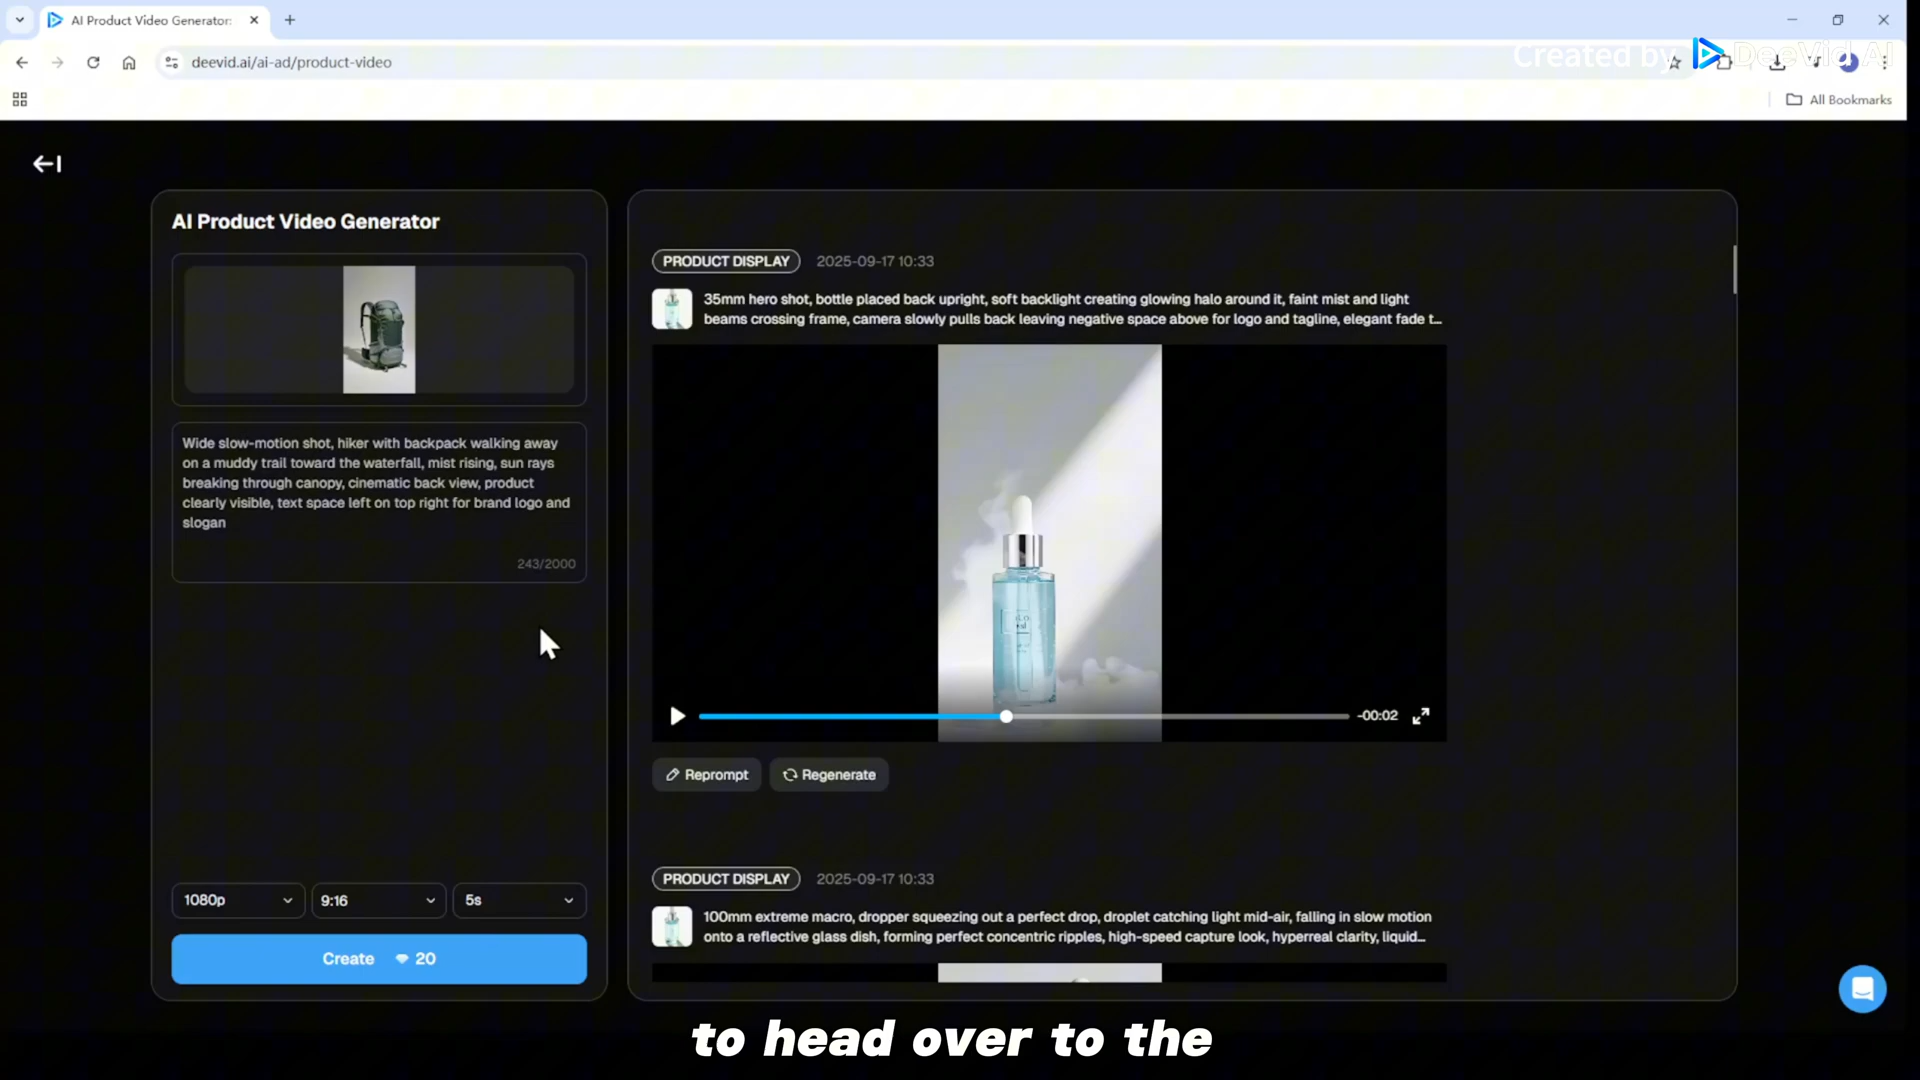 AI Product Video Generator:
deevid.ai/ai-ad/product-video
Created by DeeVid AI
All Bookmarks
AI Product Video Generator
Wide slow-motion shot, hiker with backpack walking away
on a muddy trail toward the waterfall, mist rising, sun rays
breaking through canopy, cinematic back view, product
clearly visible, text space left on top right for brand logo and
slogan
243/2000
1080p
9:16
5s
Create 20
PRODUCT DISPLAY 2025-09-17 10:33
35mm hero shot, bottle placed back upright, soft backlight creating glowing halo around it, faint mist and light
beams crossing frame, camera slowly pulls back leaving negative space above for logo and tagline, elegant fade t...
-00:02
Reprompt
Regenerate
PRODUCT DISPLAY 2025-09-17 10:33
100mm extreme macro, dropper squeezing out a perfect drop, droplet catching light mid-air, falling in slow motion
onto a reflective glass dish, forming perfect concentric ripples, high-speed capture look, hyperreal clarity, liquid...
to head over to the